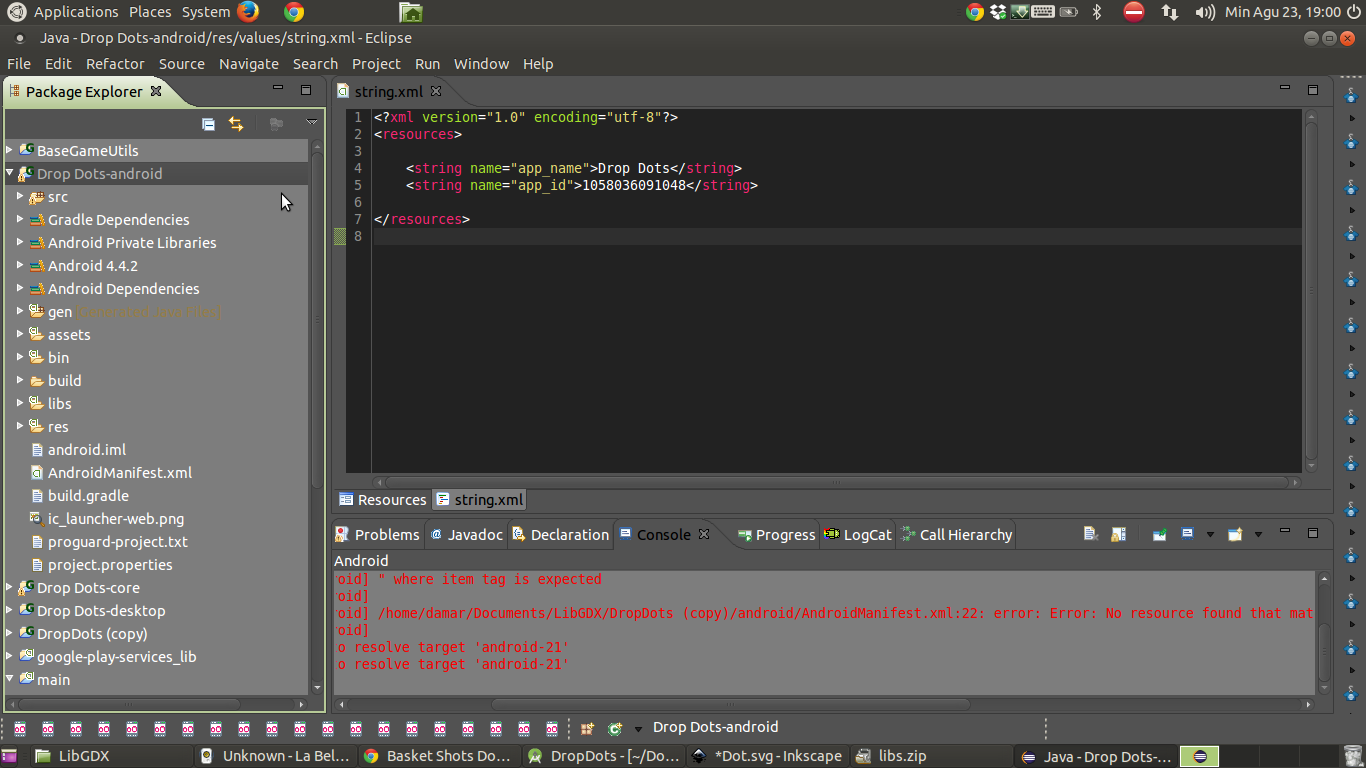 Applications Places System Min Agu 23, 19:00
Java - Drop Dots-android/res/values/string.xml - Eclipse
File Edit Refactor Source Navigate Search Project Run Window Help
Package Explorer
BaseGameUtils
Drop Dots-android
src
Gradle Dependencies
Android Private Libraries
Android 4.4.2
Android Dependencies
gen [Generated Java Files]
assets
bin
build
libs
res
android.iml
AndroidManifest.xml
build.gradle
ic_launcher-web.png
proguard-project.txt
project.properties
Drop Dots-core
Drop Dots-desktop
DropDots (copy)
google-play-services_lib
main
string.xml
1 <?xml version="1.0" encoding="utf-8"?>
2 <resources>
3
4 <string name="app_name">Drop Dots</string>
5 <string name="app_id">1058036091048</string>
6
7 </resources>
8
Resources string.xml
Problems Javadoc Declaration Console Progress LogCat Call Hierarchy
Android
roid] " where item tag is expected
roid]
roid] /home/damar/Documents/LibGDX/DropDots (copy)/android/AndroidManifest.xml:22: error: Error: No resource found that mat
roid]
o resolve target 'android-21'
o resolve target 'android-21'
Drop Dots-android
LibGDX Unknown - La Bel... Basket Shots Do... DropDots - [~/Do... *Dot.svg - Inkscape libs.zip Java - Drop Dots-...